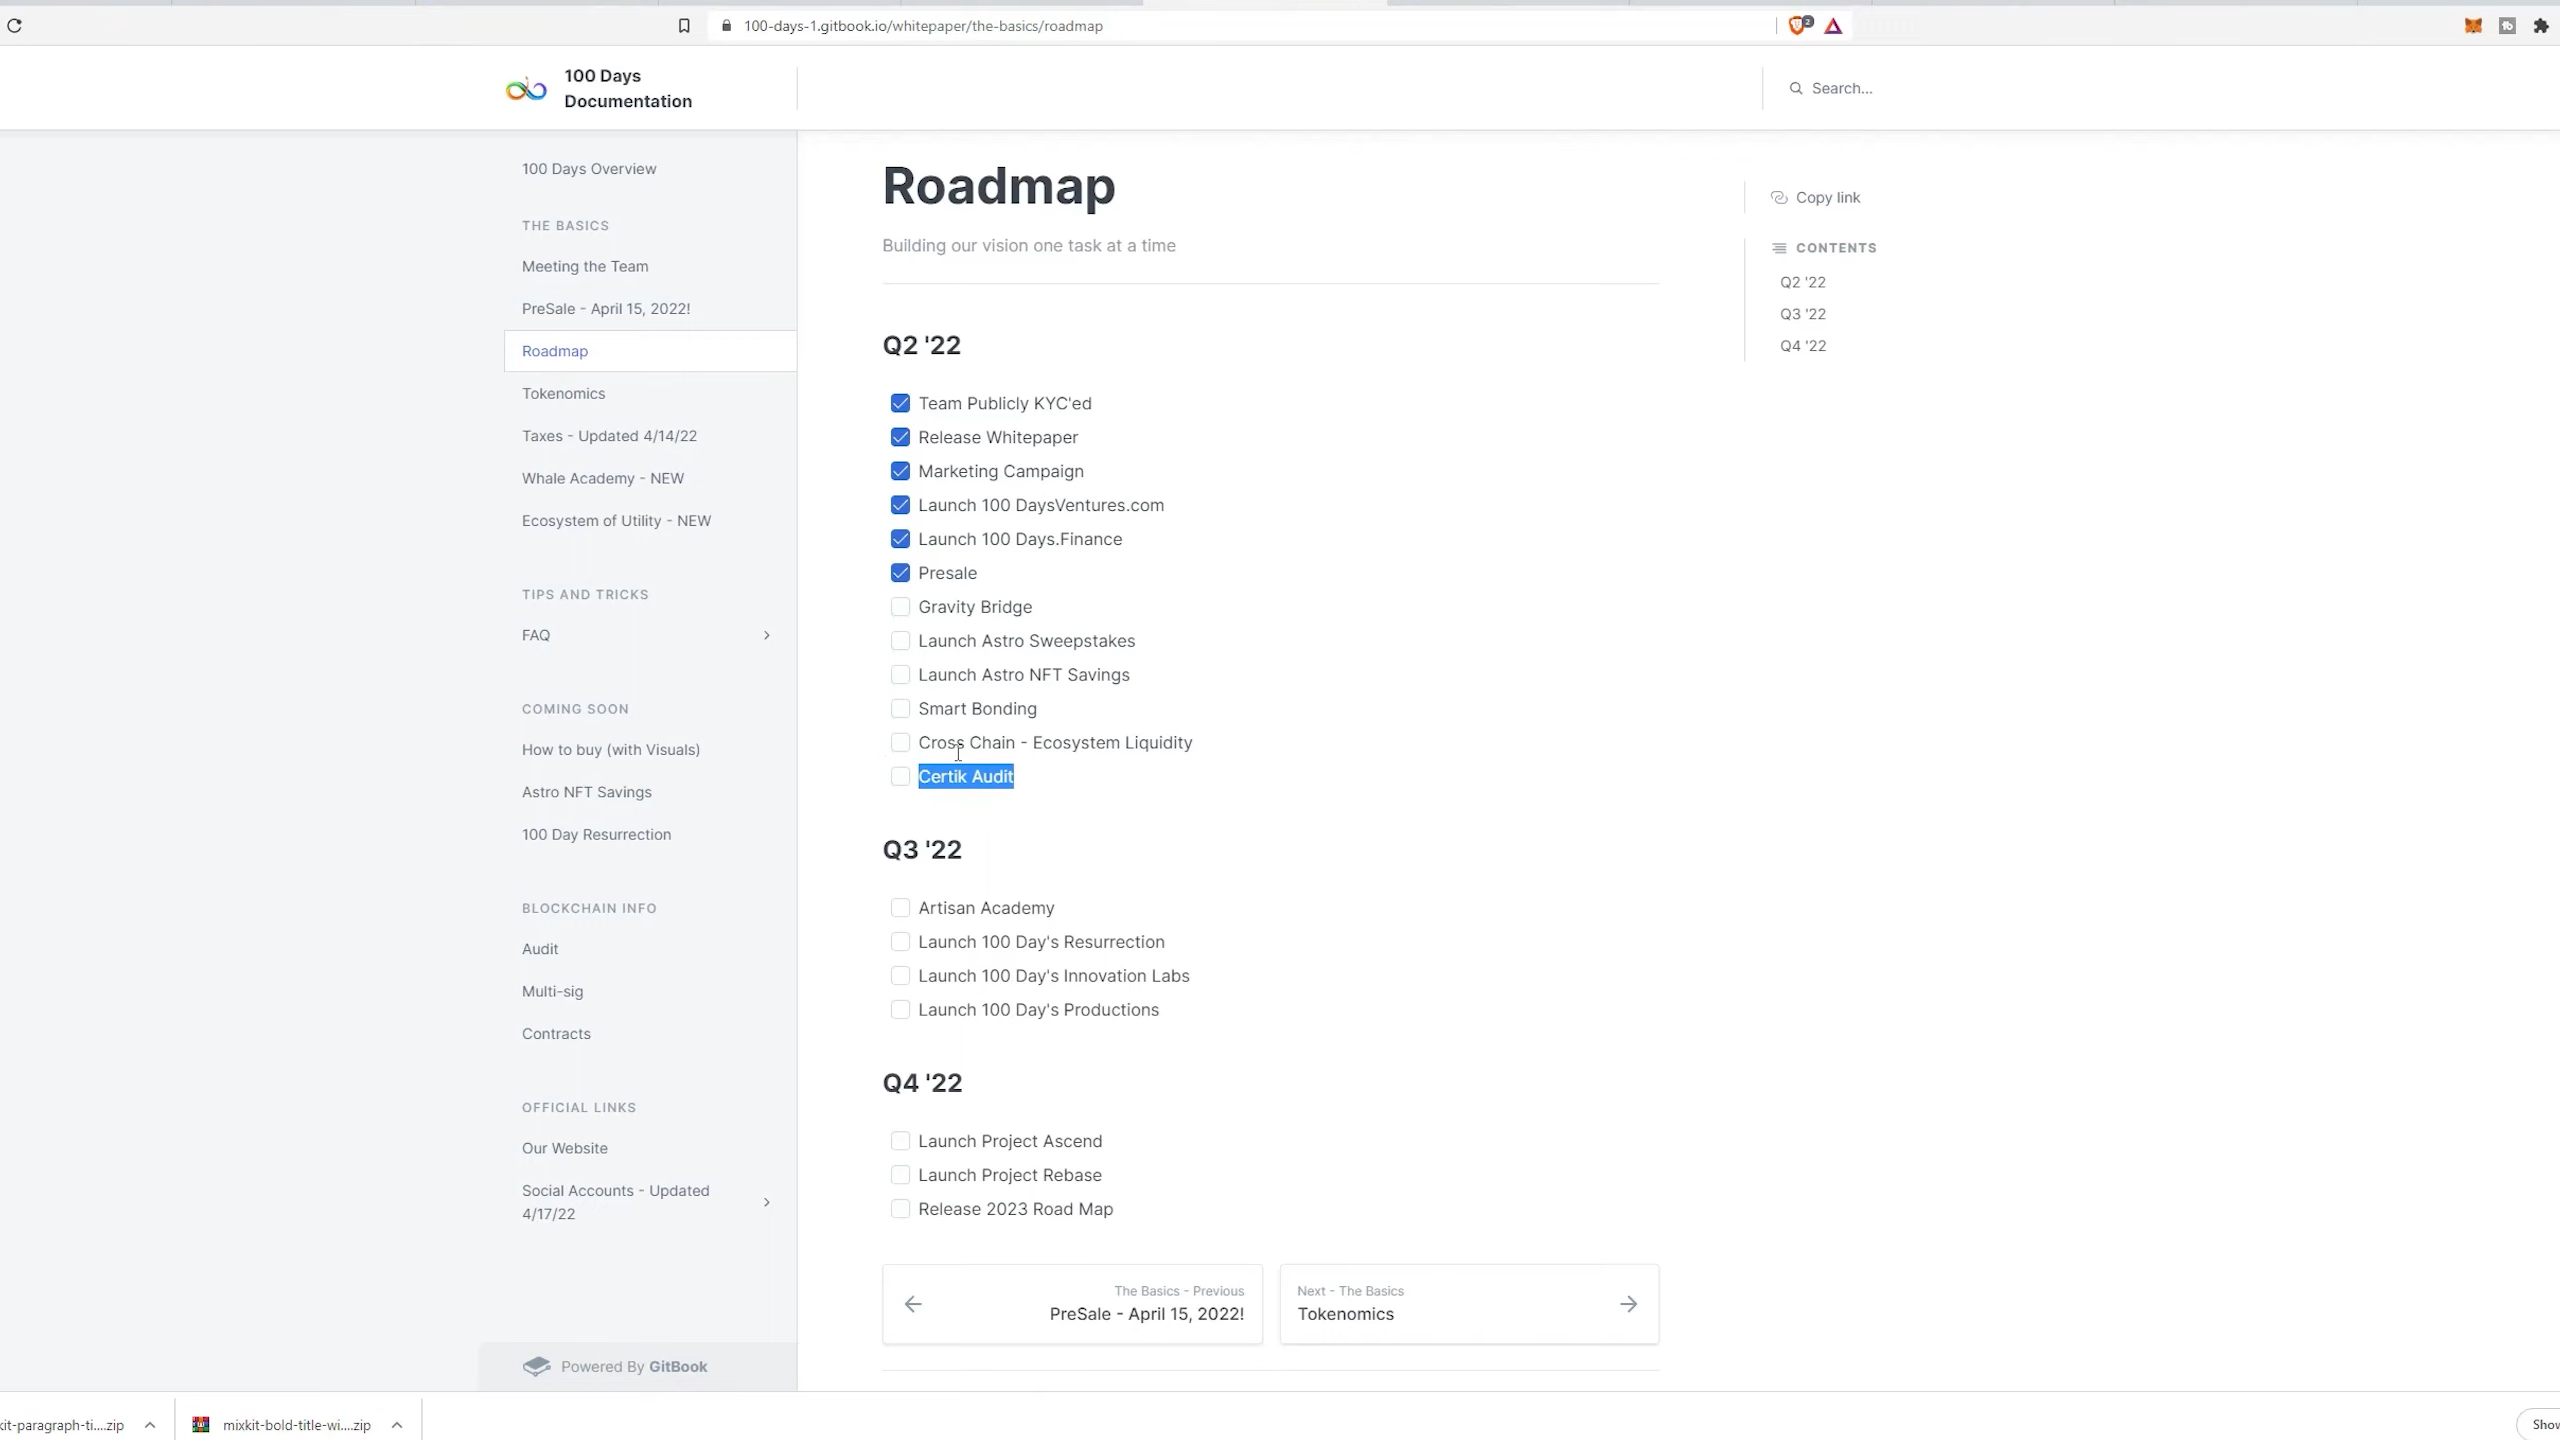 100-days-1.gitbook.io/whitepaper/the-basics/roadmap
2
100 Days
Documentation
Search...
100 Days Overview
THE BASICS
Meeting the Team
PreSale - April 15, 2022!
Roadmap
Tokenomics
Taxes - Updated 4/14/22
Whale Academy - NEW
Ecosystem of Utility - NEW
TIPS AND TRICKS
FAQ
COMING SOON
How to buy (with Visuals)
Astro NFT Savings
100 Day Resurrection
BLOCKCHAIN INFO
Audit
Multi-sig
Contracts
OFFICIAL LINKS
Our Website
Social Accounts - Updated
4/17/22
Powered By GitBook
Roadmap
Building our vision one task at a time
Q2 '22
Team Publicly KYC'ed
Release Whitepaper
Marketing Campaign
Launch 100 DaysVentures.com
Launch 100 Days.Finance
Presale
Gravity Bridge
Launch Astro Sweepstakes
Launch Astro NFT Savings
Smart Bonding
Cross Chain - Ecosystem Liquidity
Certik Audit
Q3 '22
Artisan Academy
Launch 100 Day's Resurrection
Launch 100 Day's Innovation Labs
Launch 100 Day's Productions
Q4 '22
Launch Project Ascend
Launch Project Rebase
Release 2023 Road Map
The Basics - Previous
PreSale - April 15, 2022!
Next - The Basics
Tokenomics
Copy link
CONTENTS
Q2 '22
Q3 '22
Q4 '22
kit-paragraph-ti....zip
mixkit-bold-title-wi....zip
Show